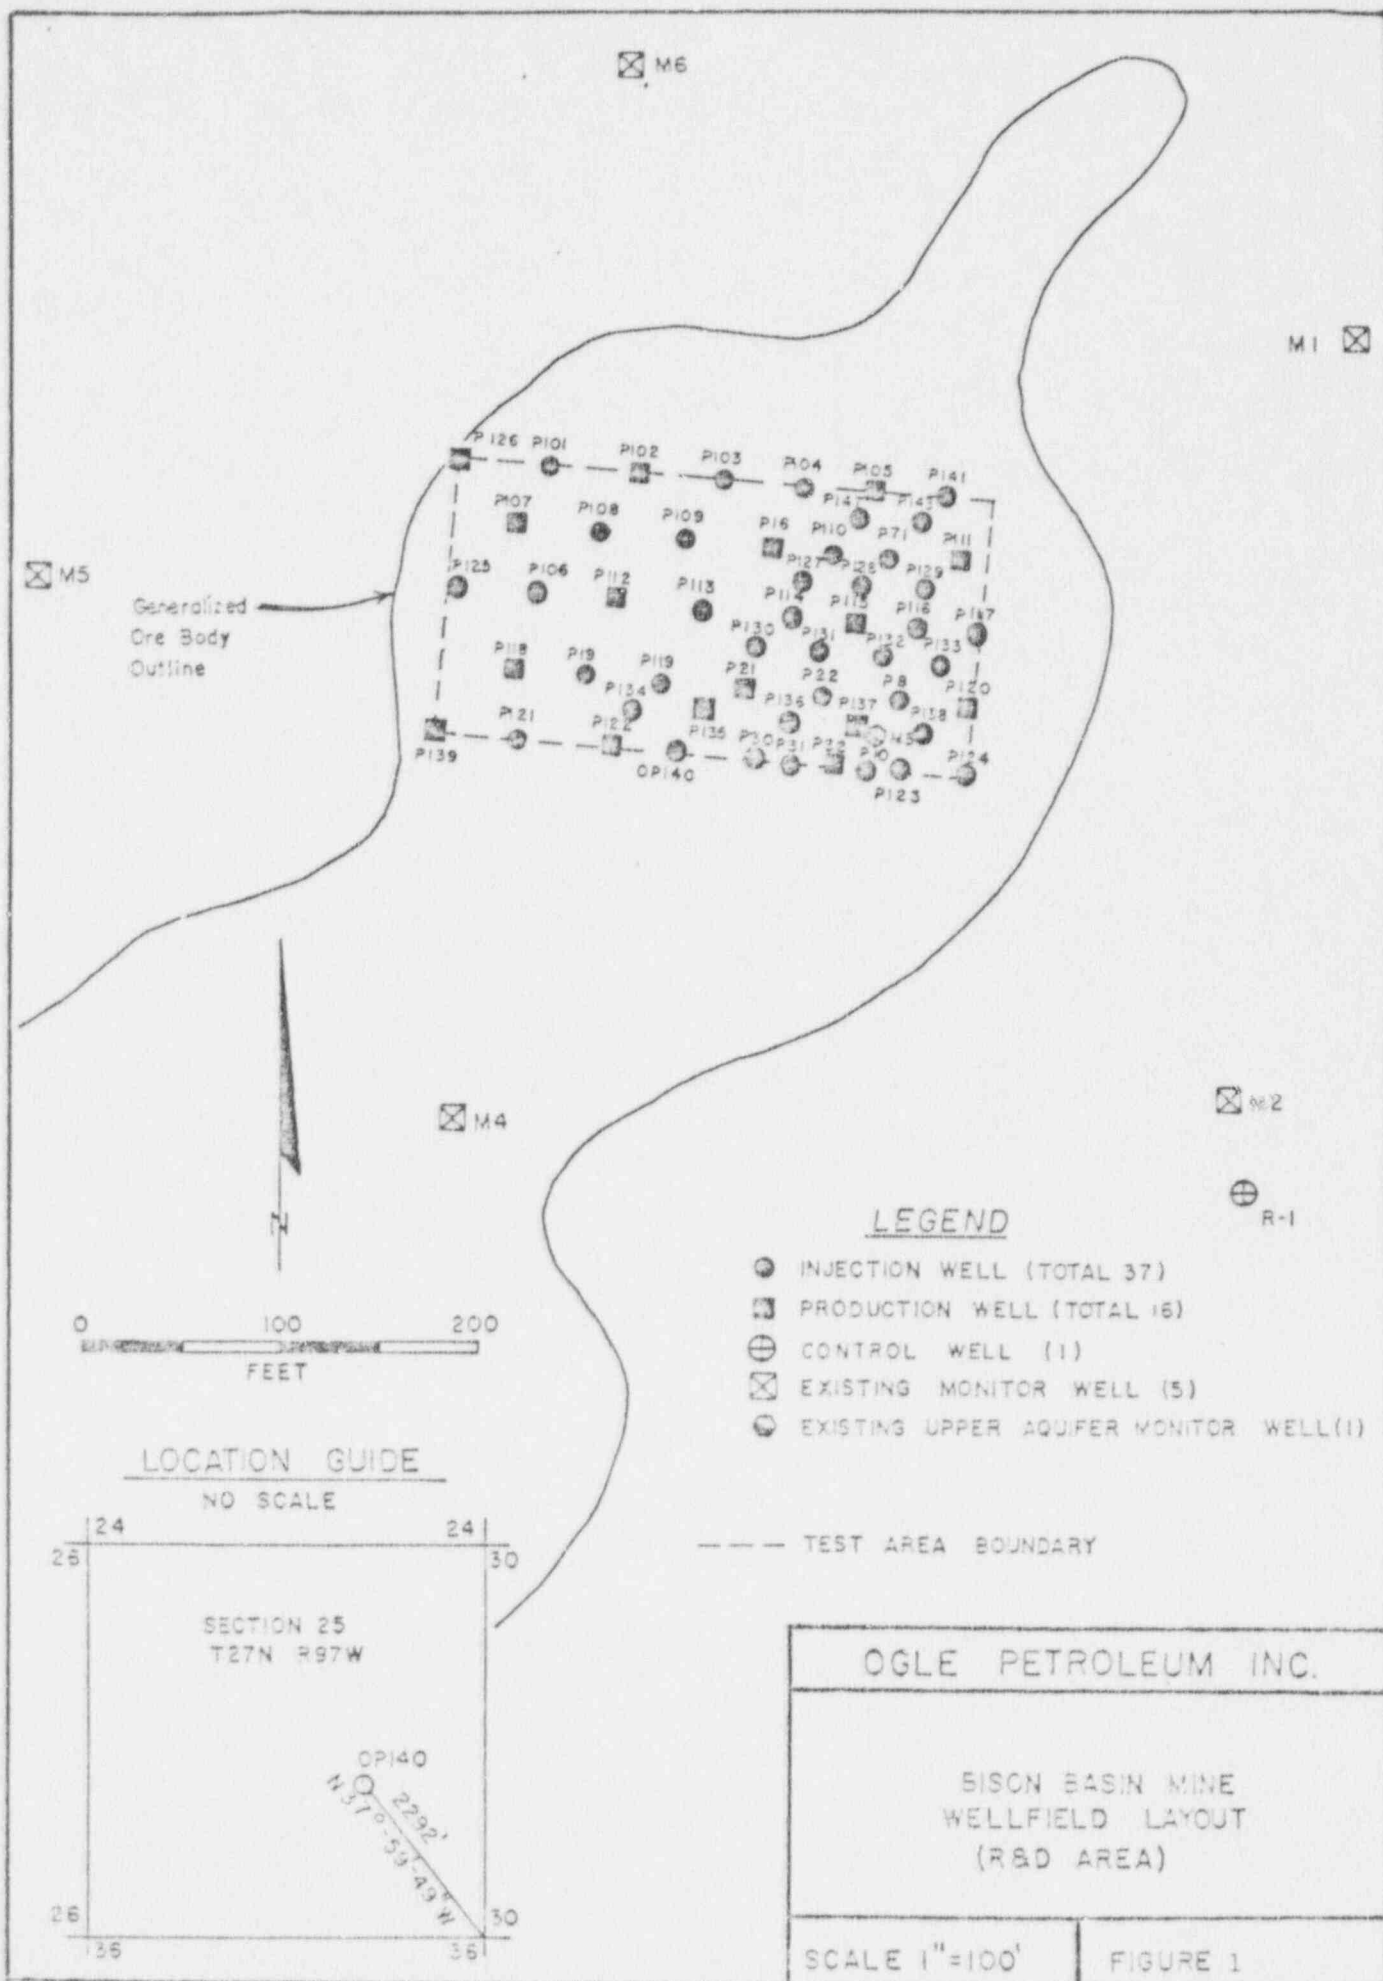 M6
M1
P126 P101 P102 P103 P104 P105 P141
P107 P108 P109 P16 P110 P71 P143 P111
M5
P125 P106 P112 P113 P127 P128 P129
Generalized
Ore Body
Outline
P114 P115 P116 P117
P130 P131 P132 P133
P118 P19 P119 P21 P22 P8 P120
P134 P135 P136 P137 P138
P139 P121 P122 OP140 P30 P31 P123 P124
M4
N
R-1
LEGEND
INJECTION WELL (TOTAL 37)
PRODUCTION WELL (TOTAL 16)
CONTROL WELL (1)
EXISTING MONITOR WELL (5)
EXISTING UPPER AQUIFER MONITOR WELL(1)
TEST AREA BOUNDARY
0 100 200
FEET
LOCATION GUIDE
NO SCALE
24 24
26 30
SECTION 25
T27N R97W
OP140
2292'
N37°-59'-49"W
26 30
36 36
OGLE PETROLEUM INC.
BISON BASIN MINE
WELLFIELD LAYOUT
(R&D AREA)
SCALE 1"=100'
FIGURE 1